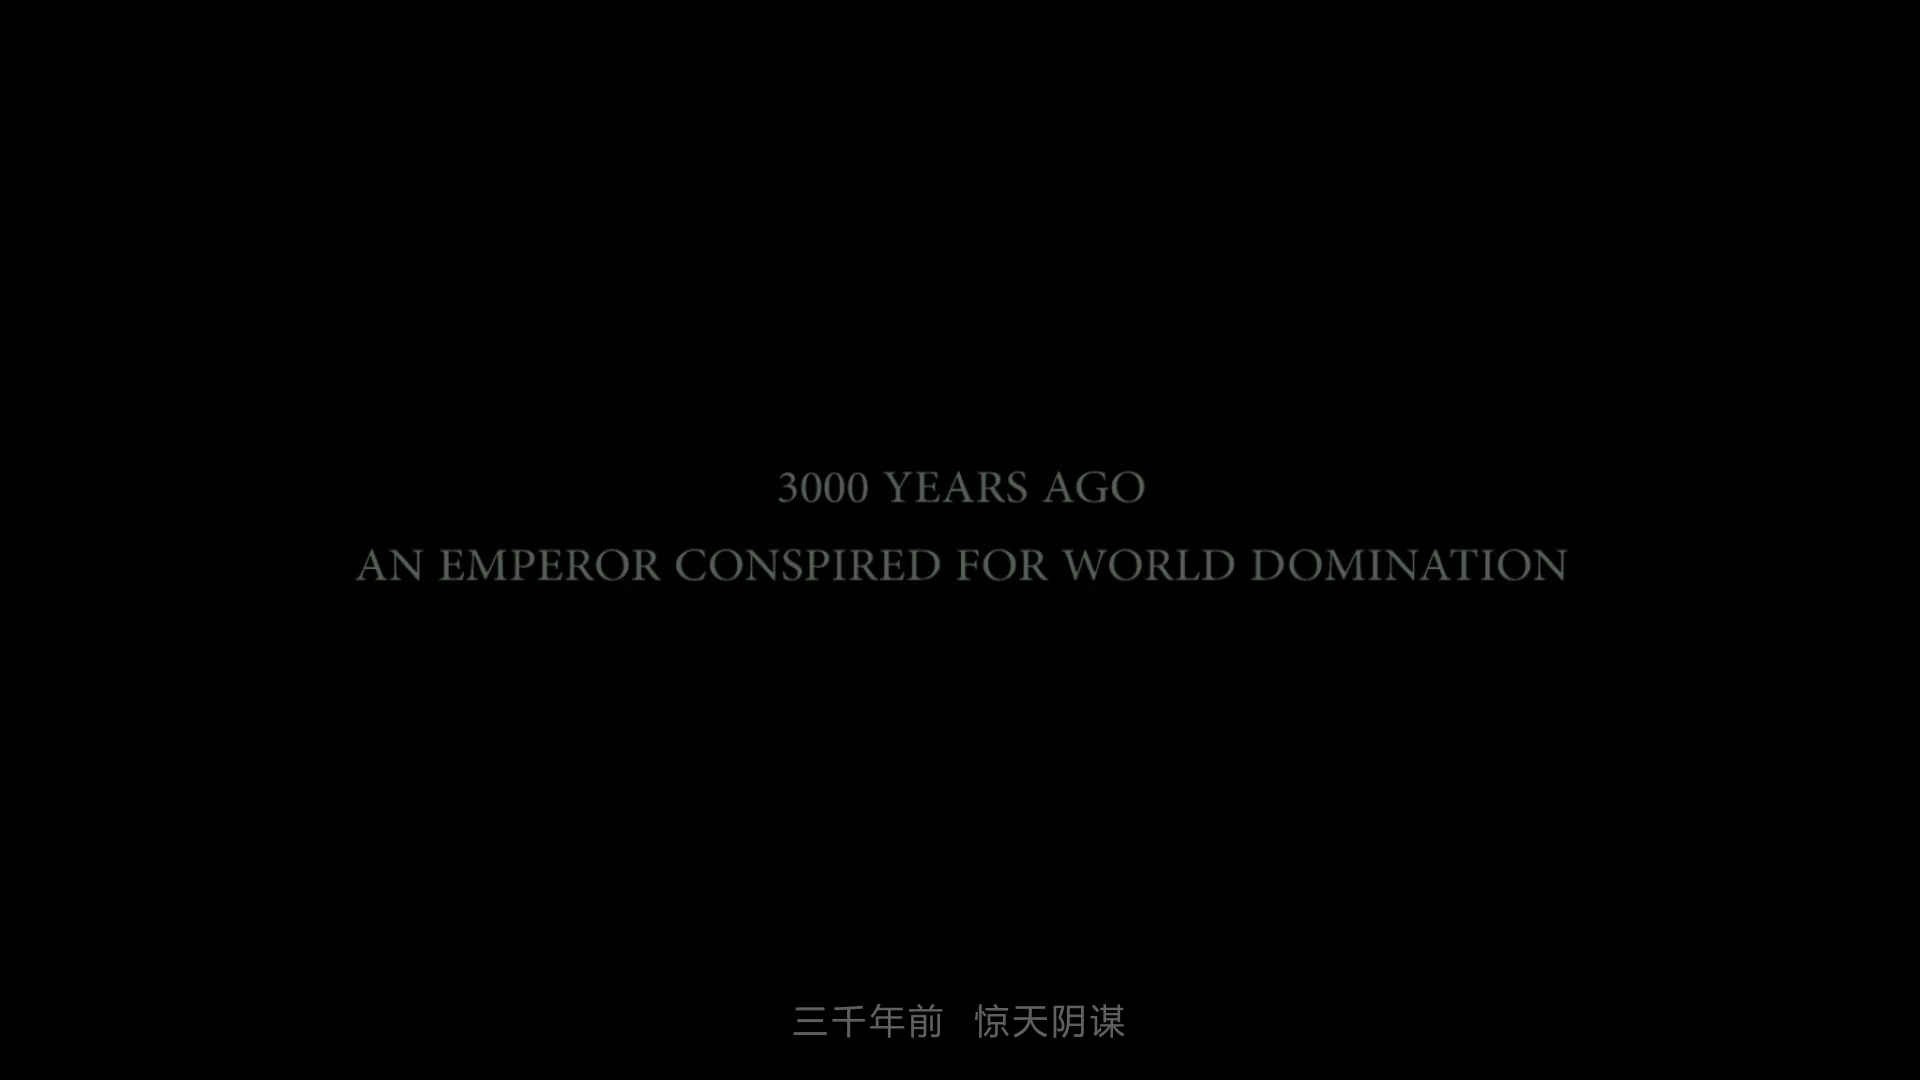 3000 YEARS AGO
AN EMPEROR CONSPIRED FOR WORLD DOMINATION
三千年前 惊天阴谋